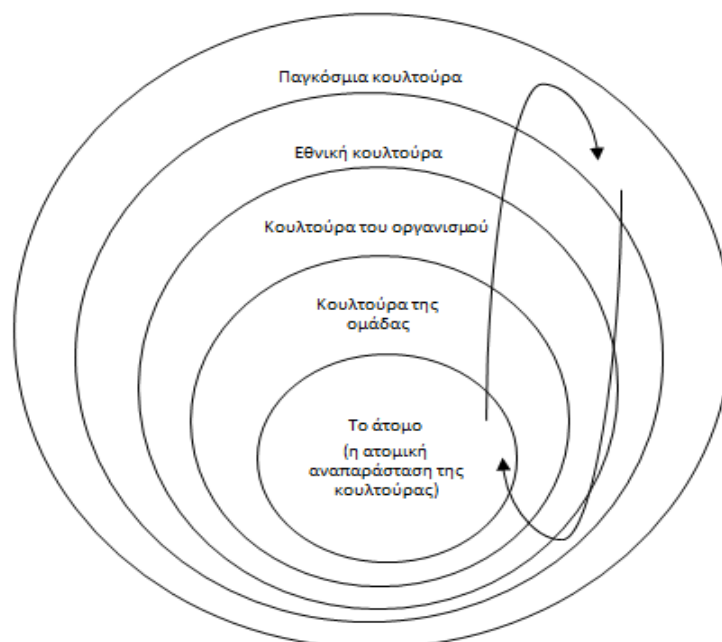 Παγκόσμια κουλτούρα
Εθνική κουλτούρα
Κουλτούρα του οργανισμού
Κουλτούρα της
ομάδας
Το άτομο
(η ατομική
αναπαράσταση της
κουλτούρας)